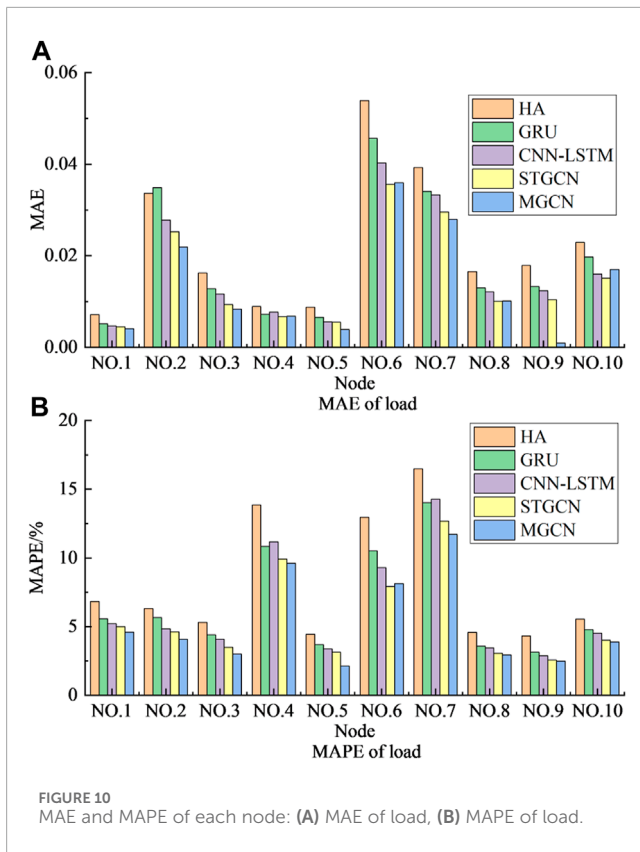 A
0.06
0.04
0.02
0.00
MAE
HA
GRU
CNN-LSTM
STGCN
MGCN
NO.1 NO.2 NO.3 NO.4 NO.5 NO.6 NO.7 NO.8 NO.9 NO.10
Node
MAE of load
B
20
15
10
5
0
MAPE/%
HA
GRU
CNN-LSTM
STGCN
MGCN
NO.1 NO.2 NO.3 NO.4 NO.5 NO.6 NO.7 NO.8 NO.9 NO.10
Node
MAPE of load
FIGURE 10
MAE and MAPE of each node: (A) MAE of load, (B) MAPE of load.